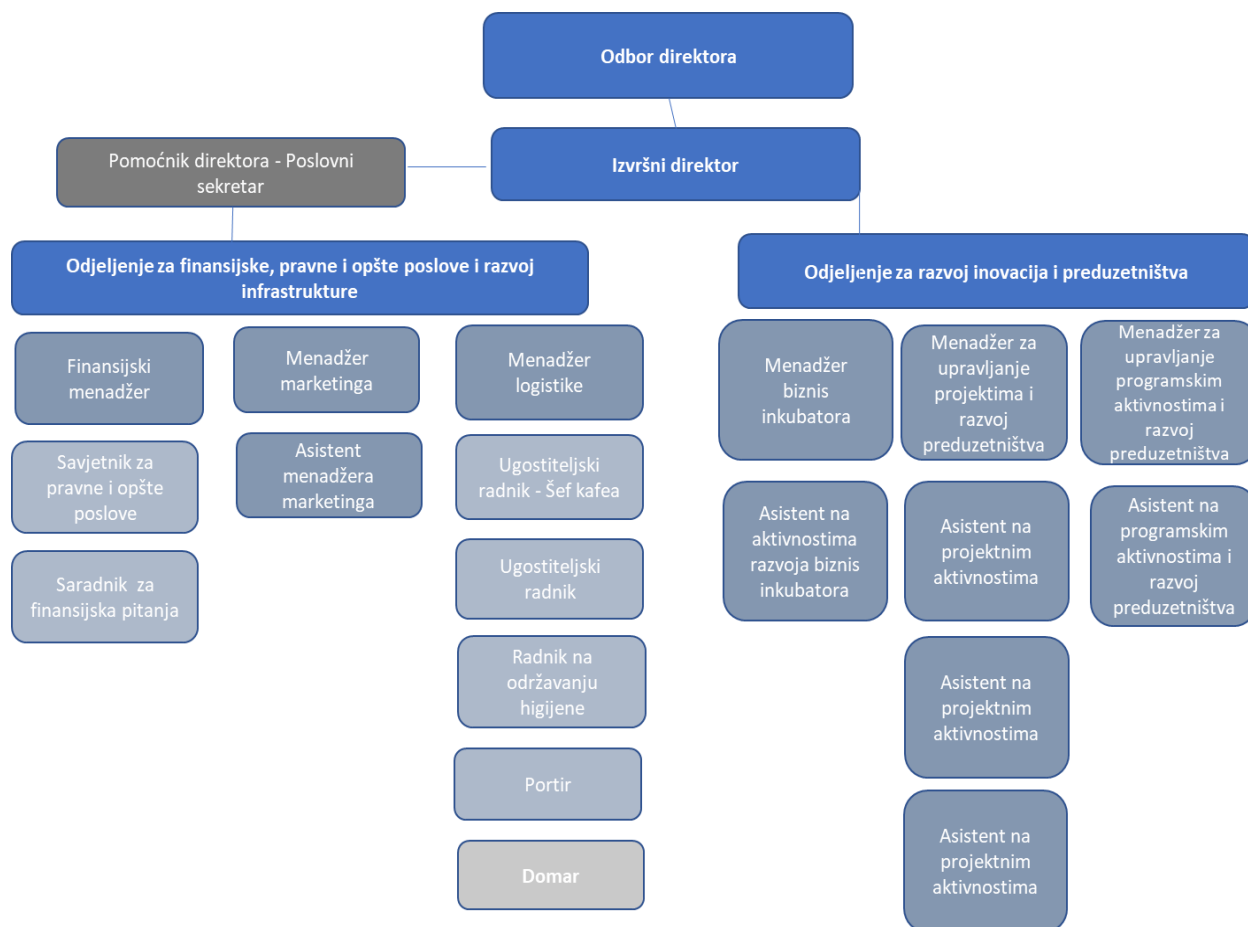 Odbor direktora
Izvršni direktor
Pomoćnik direktora - Poslovni
sekretar
Odjeljenje za finansijske, pravne i opšte poslove i razvoj
infrastrukture
Finansijski
menadžer
Savjetnik za
pravne i opšte
poslove
Saradnik za
finansijska pitanja
Menadžer
marketinga
Asistent
menadžera
marketinga
Menadžer
logistike
Ugostiteljski
radnik - Šef kafea
Ugostiteljski
radnik
Radnik na
održavanju
higijene
Portir
Domar
Odjeljenje za razvoj inovacija i preduzetništva
Menadžer
biznis
inkubatora
Asistent na
aktivnostima
razvoja biznis
inkubatora
Menadžer za
upravljanje
projektima i
razvoj
preduzetništva
Asistent na
projektnim
aktivnostima
Asistent na
projektnim
aktivnostima
Asistent na
projektnim
aktivnostima
Menadžer za
upravljanje
programskim
aktivnostima i
razvoj
preduzetništva
Asistent na
programskim
aktivnostima i
razvoj
preduzetništva